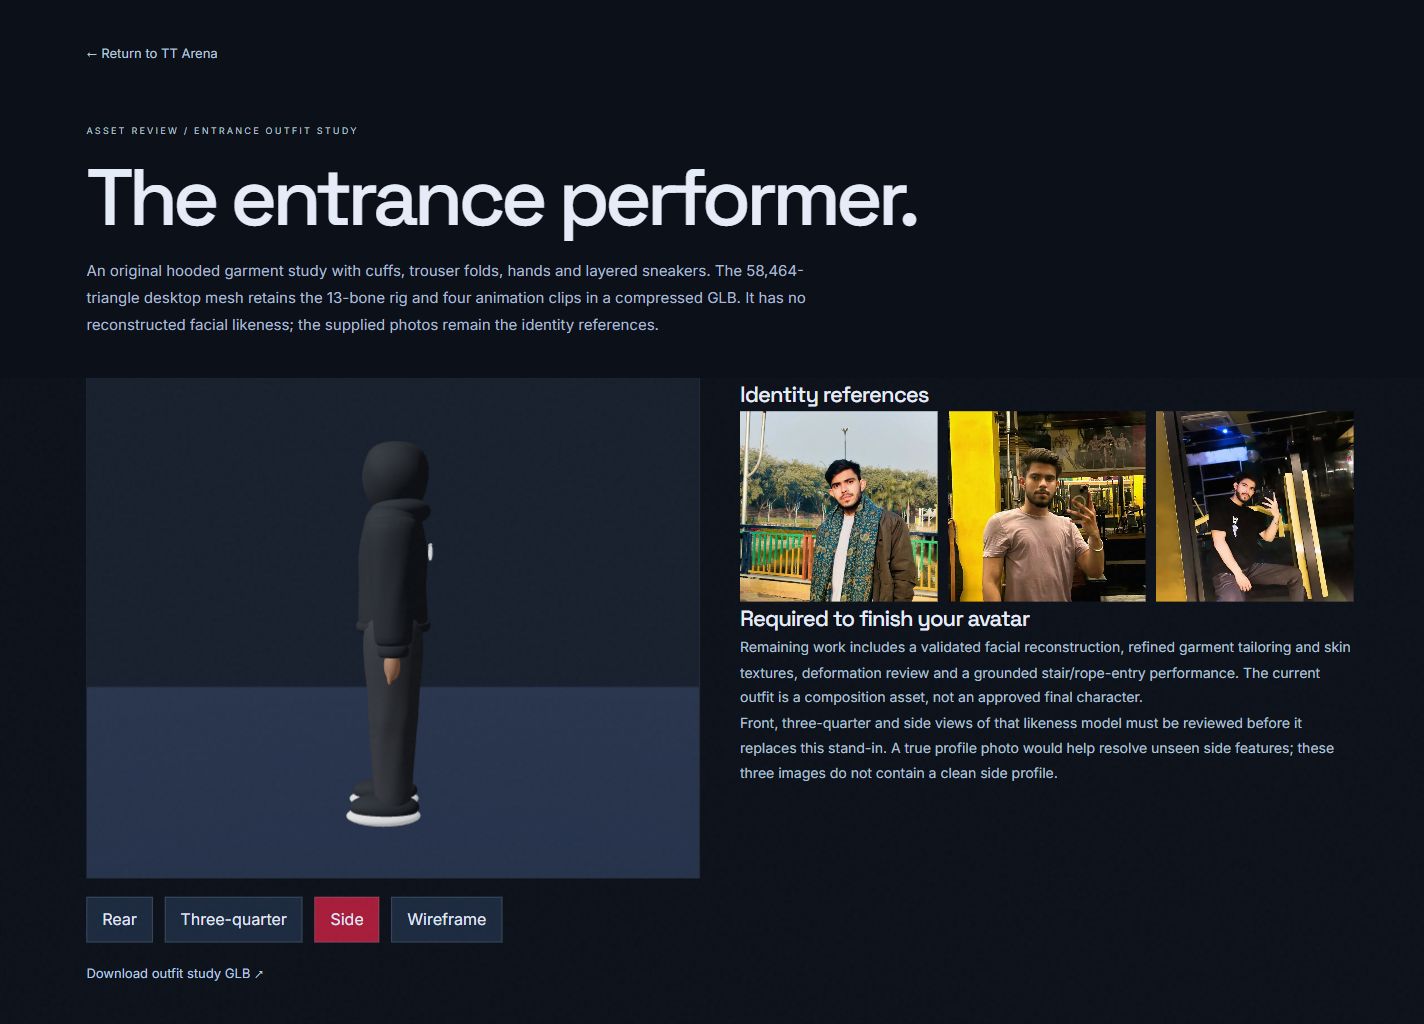 ← Return to TT Arena
ASSET REVIEW / ENTRANCE OUTFIT STUDY
The entrance performer.
An original hooded garment study with cuffs, trouser folds, hands and layered sneakers. The 58,464-
triangle desktop mesh retains the 13-bone rig and four animation clips in a compressed GLB. It has no
reconstructed facial likeness; the supplied photos remain the identity references.
Identity references
Required to finish your avatar
Remaining work includes a validated facial reconstruction, refined garment tailoring and skin
textures, deformation review and a grounded stair/rope-entry performance. The current
outfit is a composition asset, not an approved final character.
Front, three-quarter and side views of that likeness model must be reviewed before it
replaces this stand-in. A true profile photo would help resolve unseen side features; these
three images do not contain a clean side profile.
Rear
Three-quarter
Side
Wireframe
Download outfit study GLB ↗